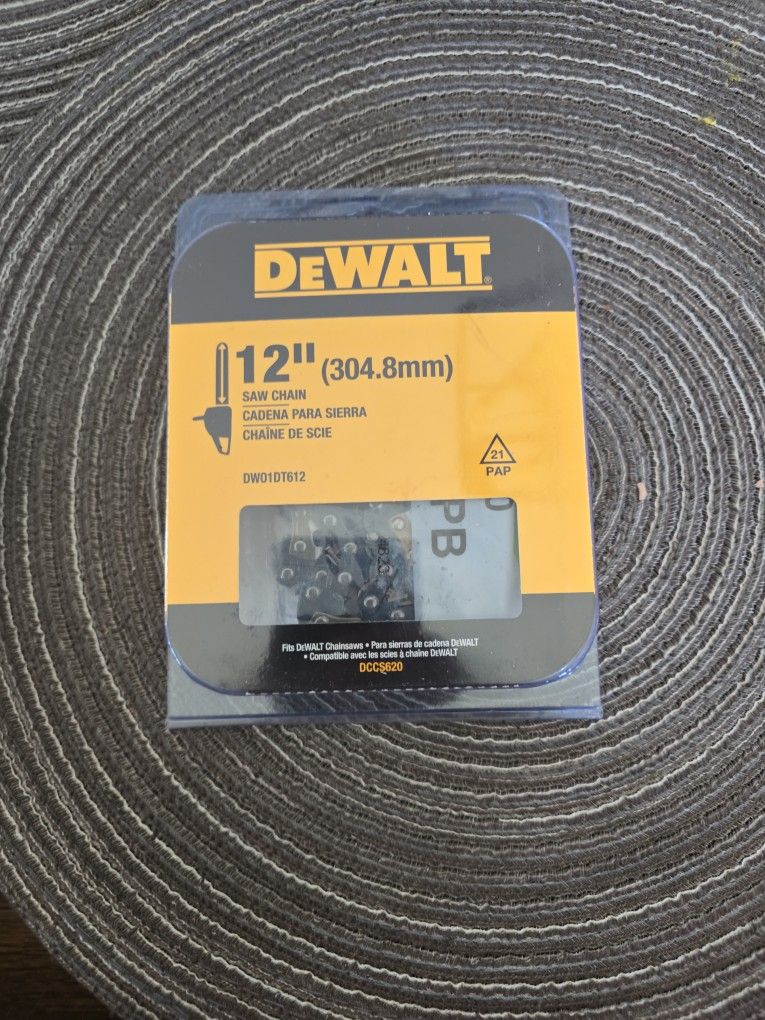 DEWALT®
12" (304.8mm)
SAW CHAIN
CADENA PARA SIERRA
CHAÎNE DE SCIE
21
PAP
DWO1DT612
PB
Fits DEWALT Chainsaws • Para sierras de cadena DEWALT
• Compatible avec les scies à chaîne DEWALT
DCCS620